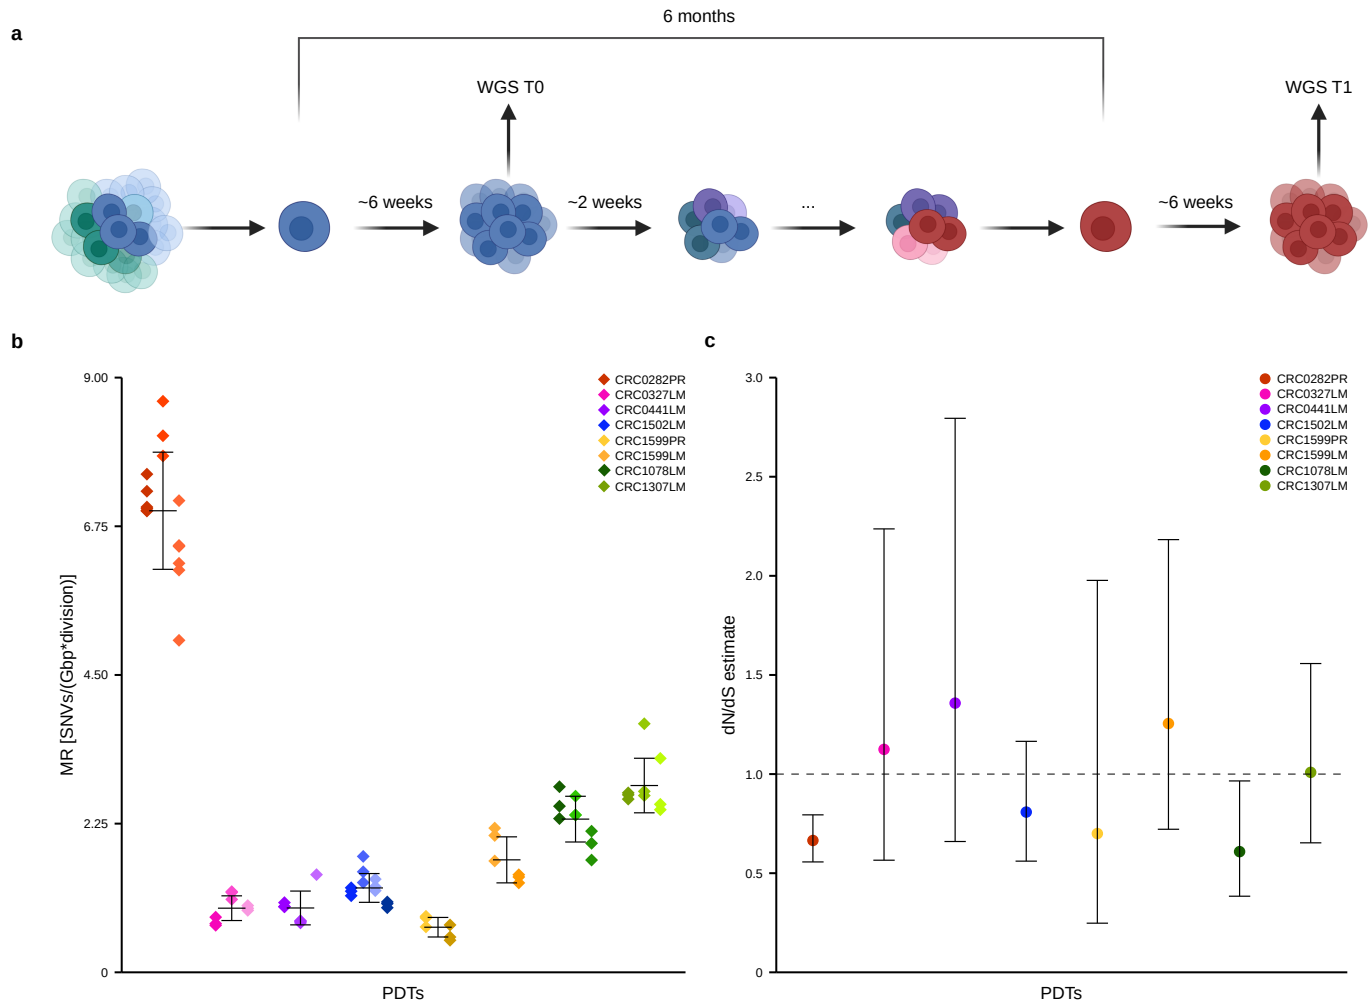 6 months
a
WGS T0
WGS T1
~6 weeks
~2 weeks
...
~6 weeks
b
9.00
6.75
4.50
2.25
0
MR [SNVs/(Gbp*division)]
PDTs
CRC0282PR
CRC0327LM
CRC0441LM
CRC1502LM
CRC1599PR
CRC1599LM
CRC1078LM
CRC1307LM
c
3.0
2.5
2.0
1.5
1.0
0.5
0
dN/dS estimate
PDTs
CRC0282PR
CRC0327LM
CRC0441LM
CRC1502LM
CRC1599PR
CRC1599LM
CRC1078LM
CRC1307LM